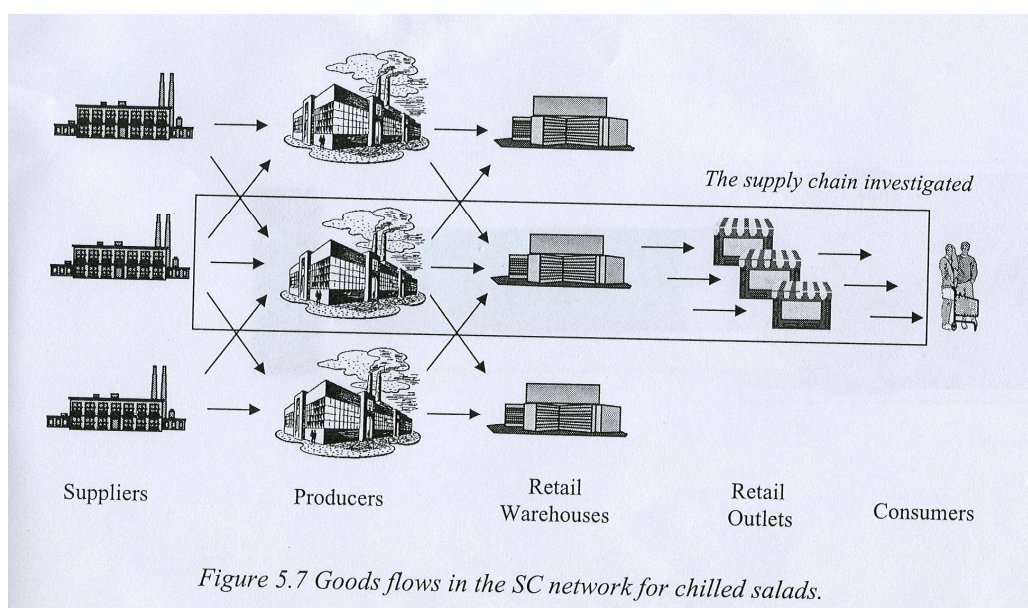 The supply chain investigated
Suppliers
Producers
Retail
Warehouses
Retail
Outlets
Consumers
Figure 5.7 Goods flows in the SC network for chilled salads.